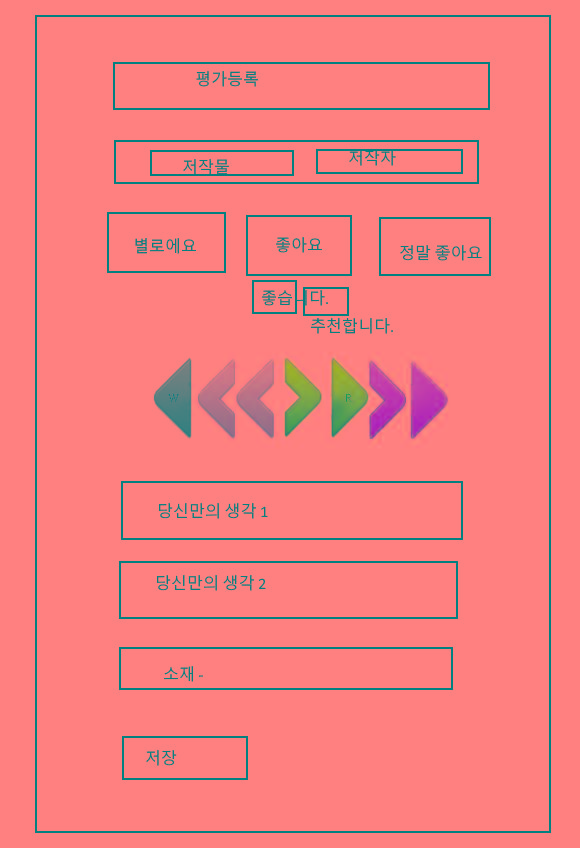 평가등록
저작물 저작자
별로에요 좋아요 정말 좋아요
좋습니다.
추천합니다.
W R
당신만의 생각 1
당신만의 생각 2
소재 -
저장